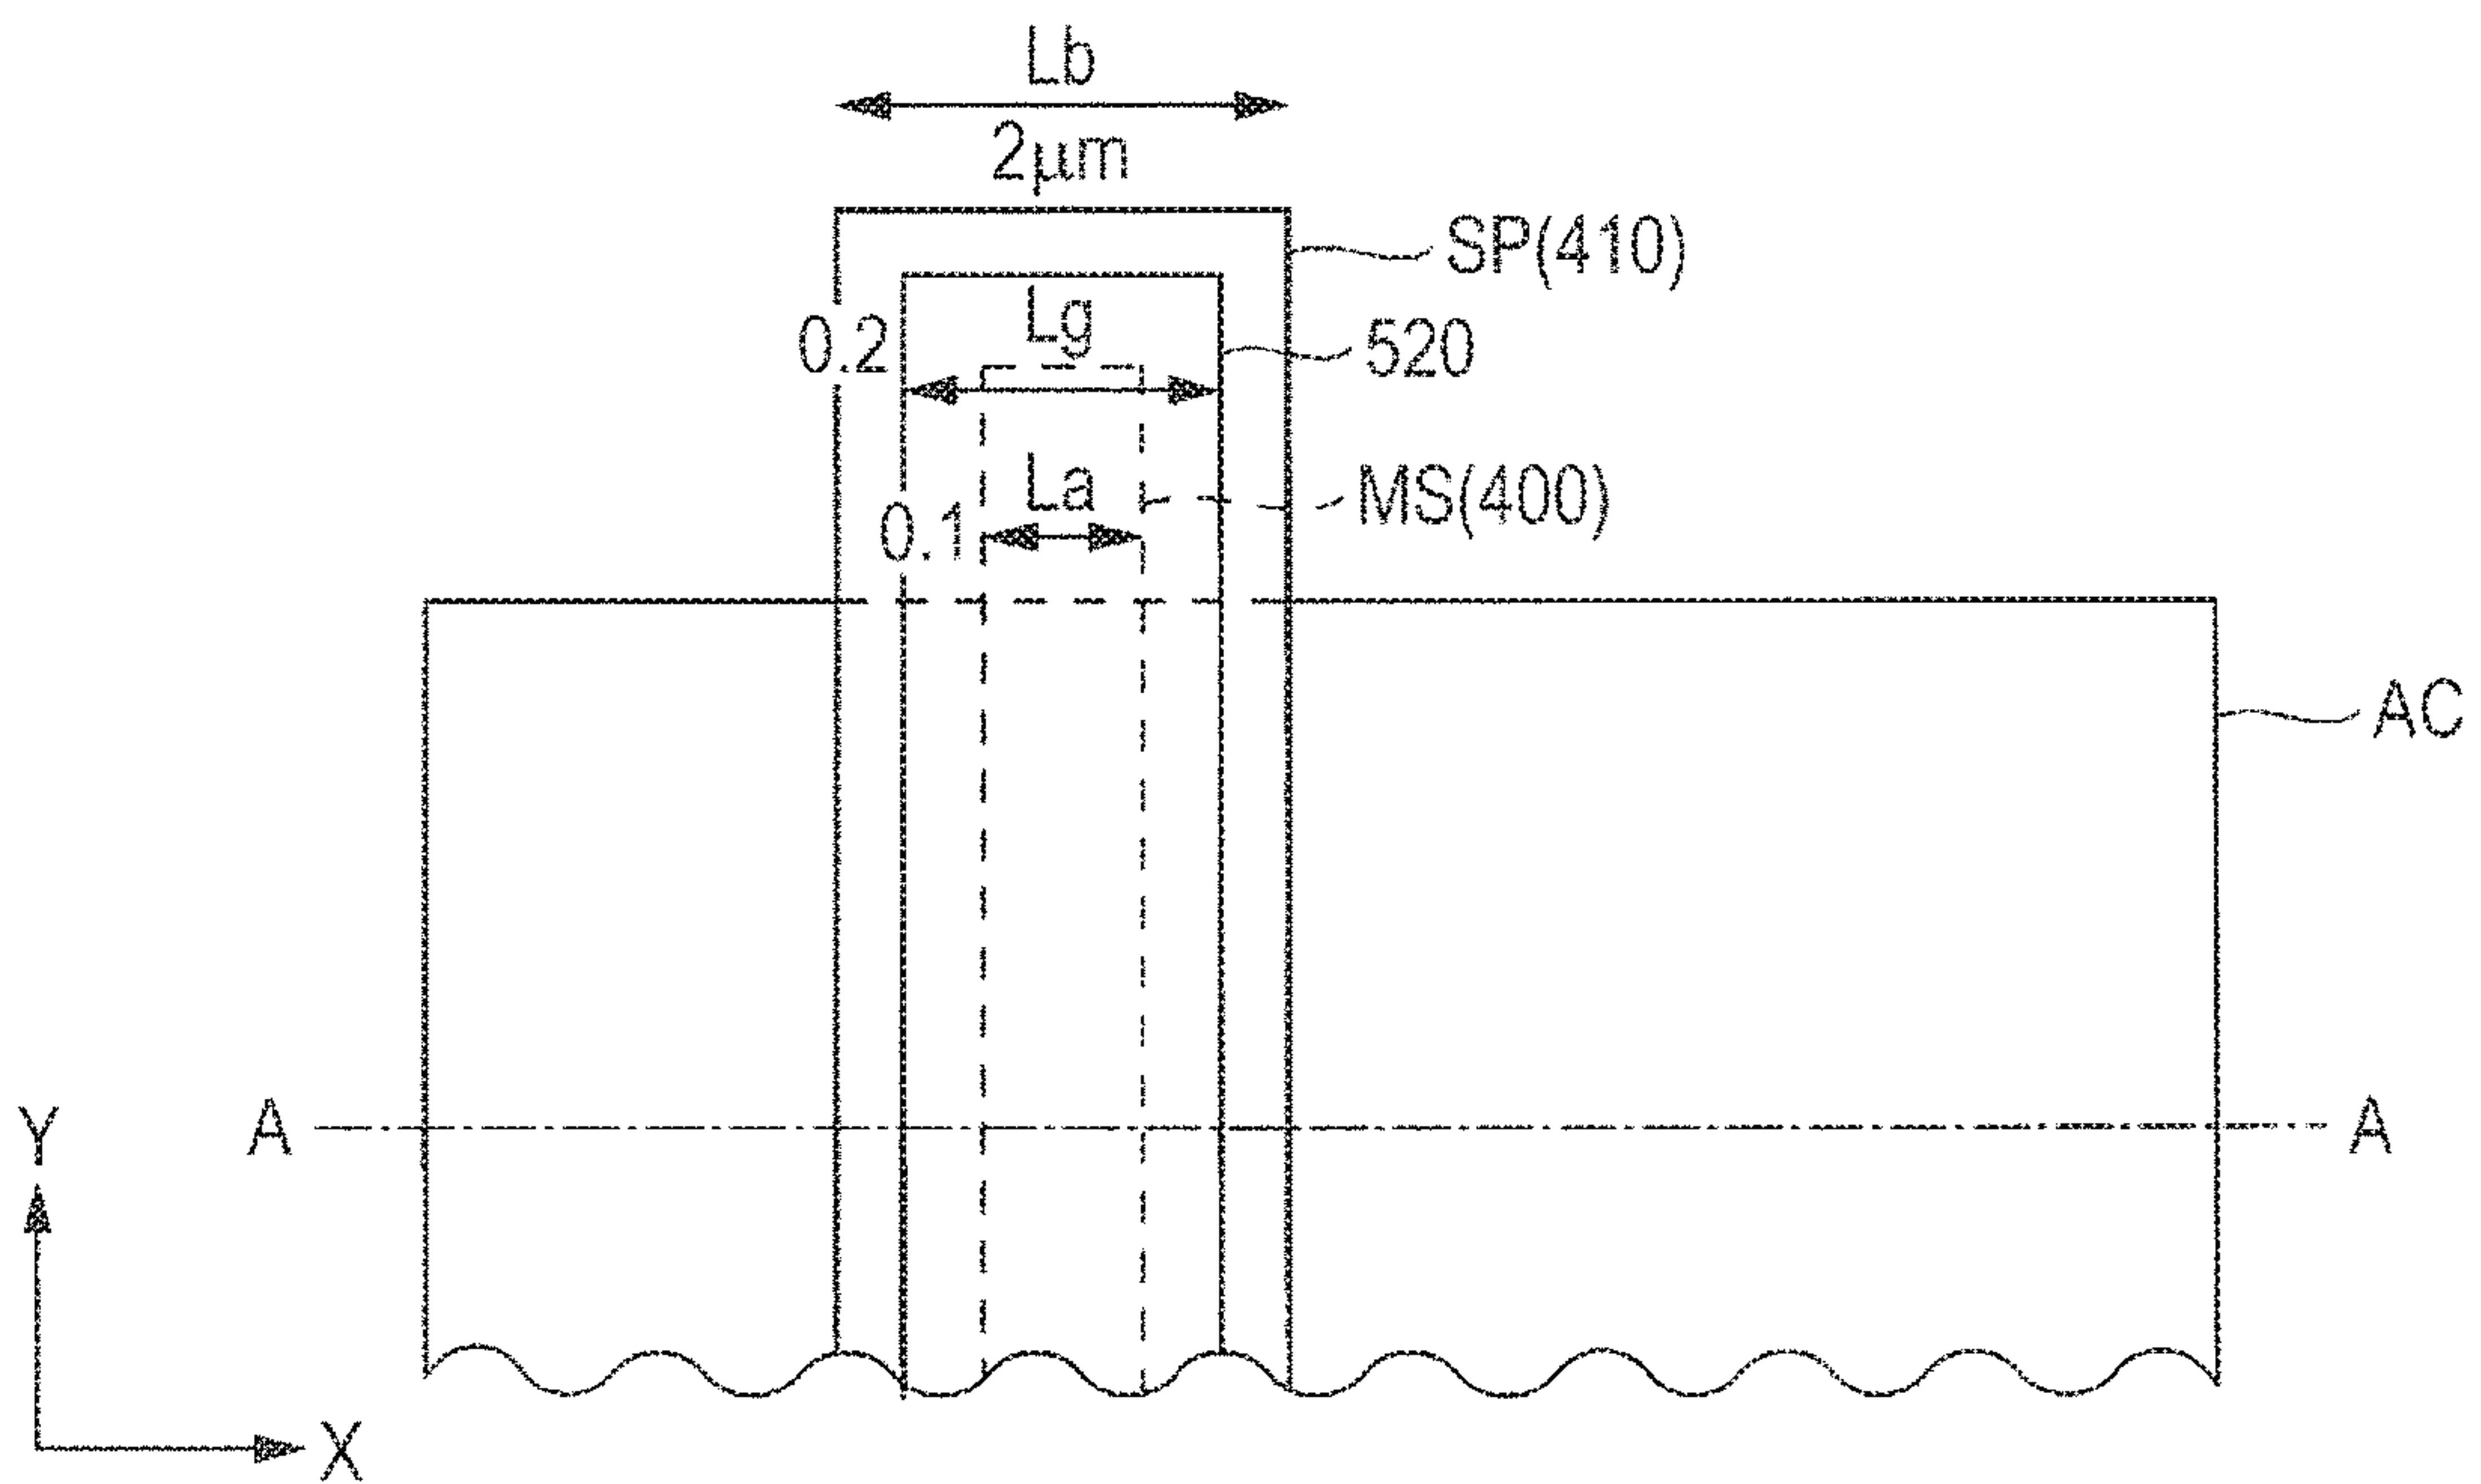 Lb
2μm
SP(410)
Lg
0.2
520
La
MS(400)
0.1
AC
Y
A
A
X